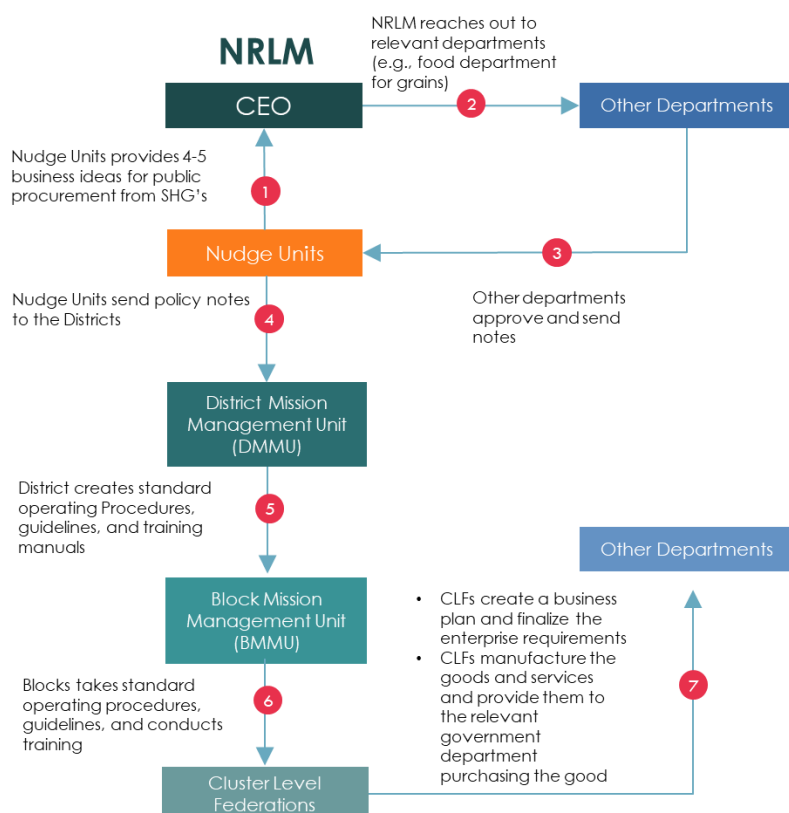 NRLM
CEO
NRLM reaches out to
relevant departments
(e.g., food department
for grains)
2
Other Departments
Nudge Units provides 4-5
business ideas for public
procurement from SHG's
1
Nudge Units
3
Other departments
approve and send
notes
Nudge Units send policy notes
to the Districts
4
District Mission
Management Unit
(DMMU)
District creates standard
operating Procedures,
guidelines, and training
manuals
5
Block Mission
Management Unit
(BMMU)
Blocks takes standard
operating procedures,
guidelines, and conducts
training
6
Cluster Level
Federations
• CLFs create a business
plan and finalize the
enterprise requirements
• CLFs manufacture the
goods and services
and provide them to
the relevant
government
department
purchasing the good
7
Other Departments